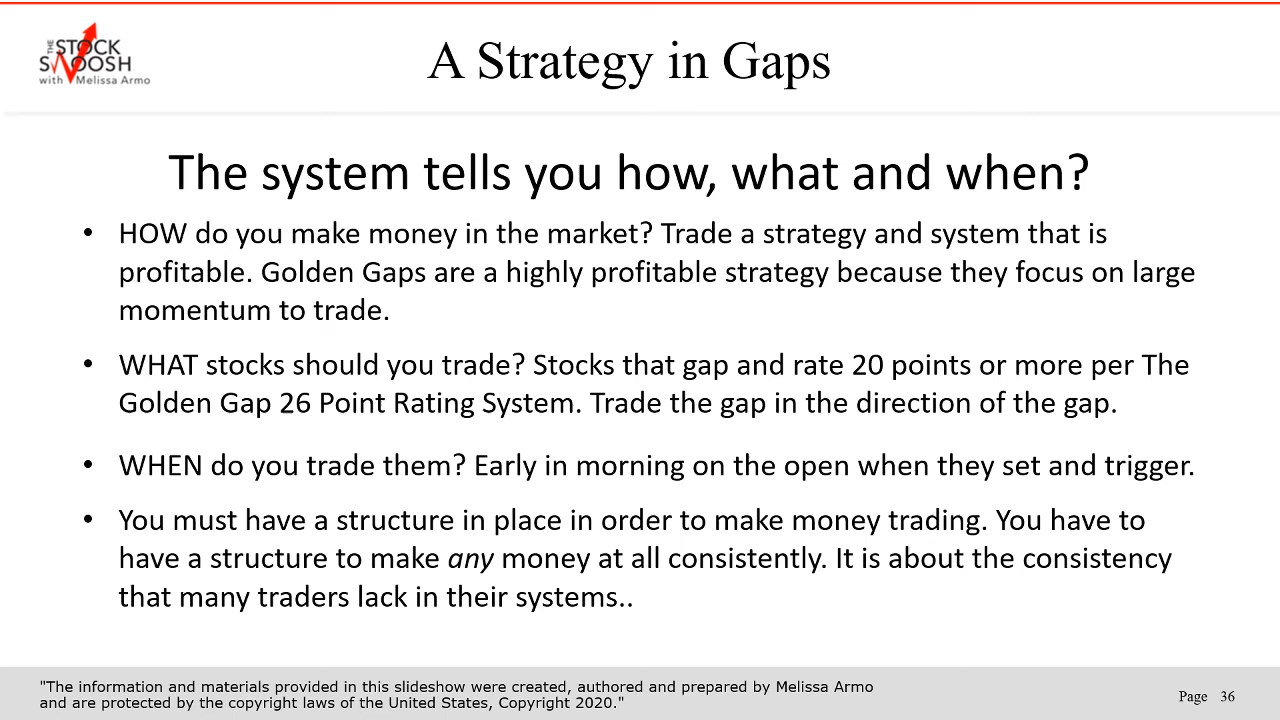 THE STOCK
SWOOSH
with Melissa Armo
A Strategy in Gaps
The system tells you how, what and when?
• HOW do you make money in the market? Trade a strategy and system that is
profitable. Golden Gaps are a highly profitable strategy because they focus on large
momentum to trade.
• WHAT stocks should you trade? Stocks that gap and rate 20 points or more per The
Golden Gap 26 Point Rating System. Trade the gap in the direction of the gap.
• WHEN do you trade them? Early in morning on the open when they set and trigger.
• You must have a structure in place in order to make money trading. You have to
have a structure to make any money at all consistently. It is about the consistency
that many traders lack in their systems..
"The information and materials provided in this slideshow were created, authored and prepared by Melissa Armo
and are protected by the copyright laws of the United States, Copyright 2020."
Page 36